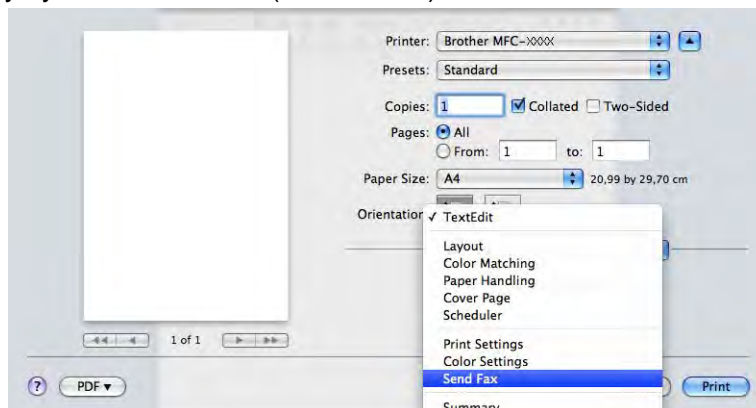 Printer: Brother MFC-XXXX
Presets: Standard
Copies: 1 Collated Two-Sided
Pages: All
From: 1 to: 1
Paper Size: A4 20,99 by 29,70 cm
Orientation
✓ TextEdit
Layout
Color Matching
Paper Handling
Cover Page
Scheduler
Print Settings
Color Settings
Send Fax
Summary
1 of 1
? PDF ▾ Print